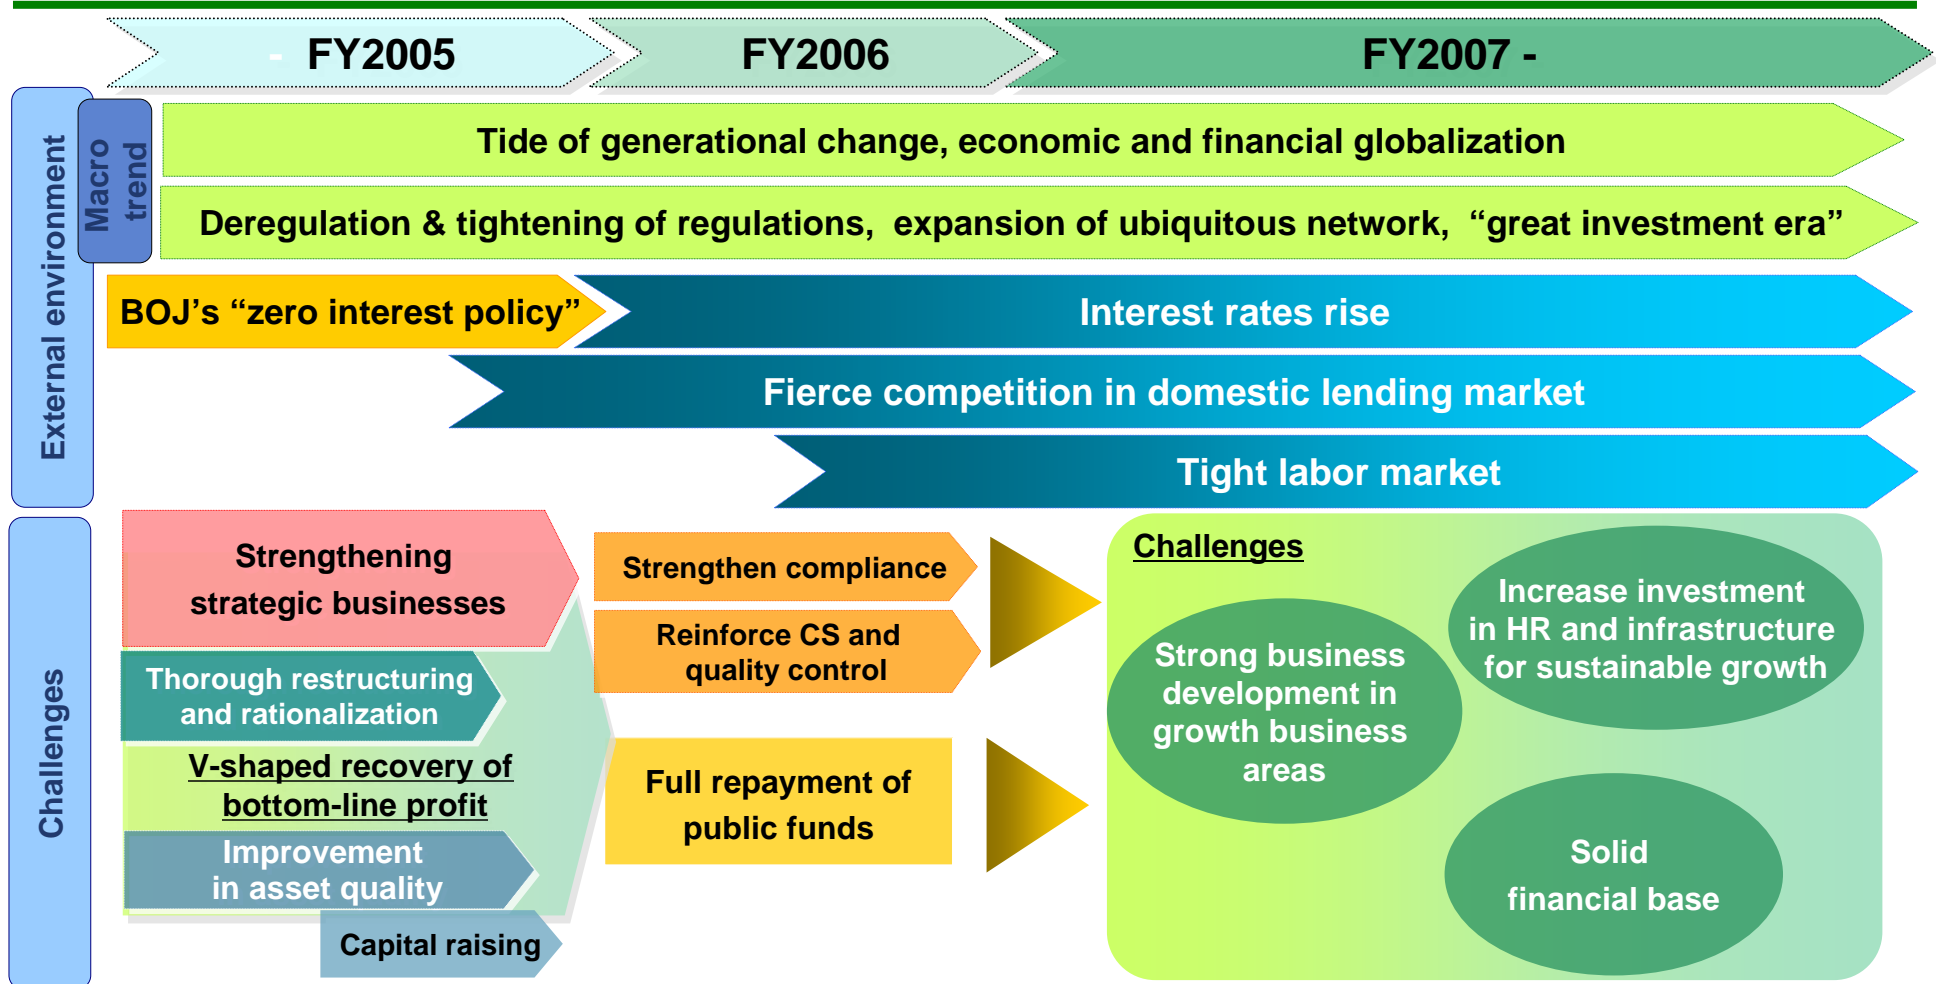 - FY2005
FY2006
FY2007 -
External environment
Macro
trend
Tide of generational change, economic and financial globalization
Deregulation & tightening of regulations, expansion of ubiquitous network, “great investment era”
BOJ’s “zero interest policy”
Interest rates rise
Fierce competition in domestic lending market
Tight labor market
Challenges
Strengthening
strategic businesses
Thorough restructuring
and rationalization
V-shaped recovery of
bottom-line profit
Improvement
in asset quality
Capital raising
Strengthen compliance
Reinforce CS and
quality control
Full repayment of
public funds
Challenges
Strong business
development in
growth business
areas
Increase investment
in HR and infrastructure
for sustainable growth
Solid
financial base